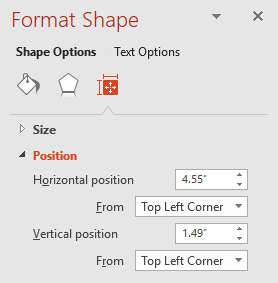 Format Shape
Shape Options Text Options
Size
Position
Horizontal position 4.55"
From Top Left Corner
Vertical position 1.49"
From Top Left Corner